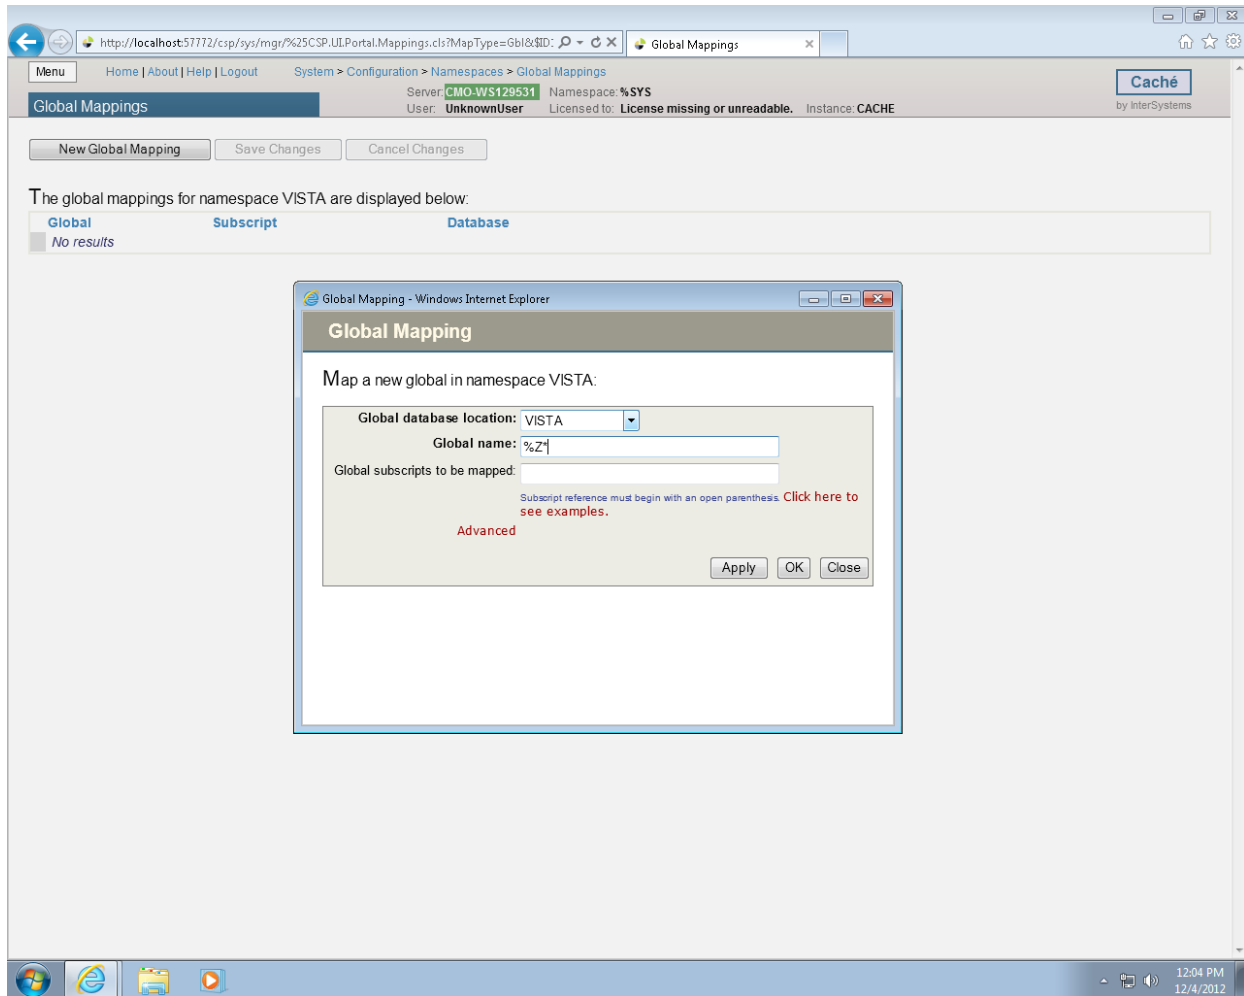 http://localhost:57772/csp/sys/mgr/%25CSP.UI.Portal.Mappings.cls?MapType=Gbl&$ID:
Global Mappings
Menu
Home | About | Help | Logout
System > Configuration > Namespaces > Global Mappings
Server: CMO-WS129531 Namespace: %SYS
Global Mappings
User: UnknownUser Licensed to: License missing or unreadable. Instance: CACHE
Caché
by InterSystems
New Global Mapping
Save Changes
Cancel Changes
The global mappings for namespace VISTA are displayed below:
Global Subscript Database
No results
Global Mapping - Windows Internet Explorer
Global Mapping
Map a new global in namespace VISTA:
Global database location: VISTA
Global name: %Z*
Global subscripts to be mapped:
Subscript reference must begin with an open parenthesis. Click here to
see examples.
Advanced
Apply
OK
Close
12:04 PM
12/4/2012